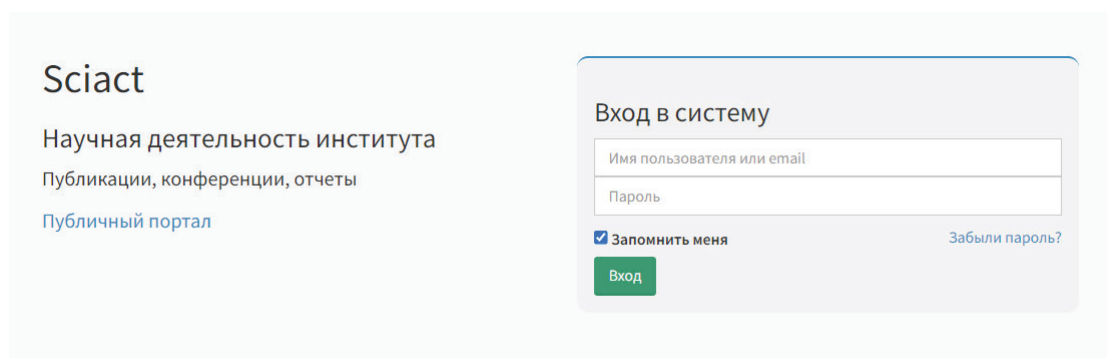 Sciact
Научная деятельность института
Публикации, конференции, отчеты
Публичный портал
Вход в систему
Имя пользователя или email
Пароль
Запомнить меня
Забыли пароль?
Вход